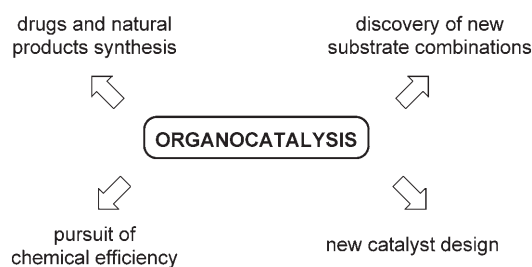 drugs and natural
products synthesis
discovery of new
substrate combinations
ORGANOCATALYSIS
pursuit of
chemical efficiency
new catalyst design